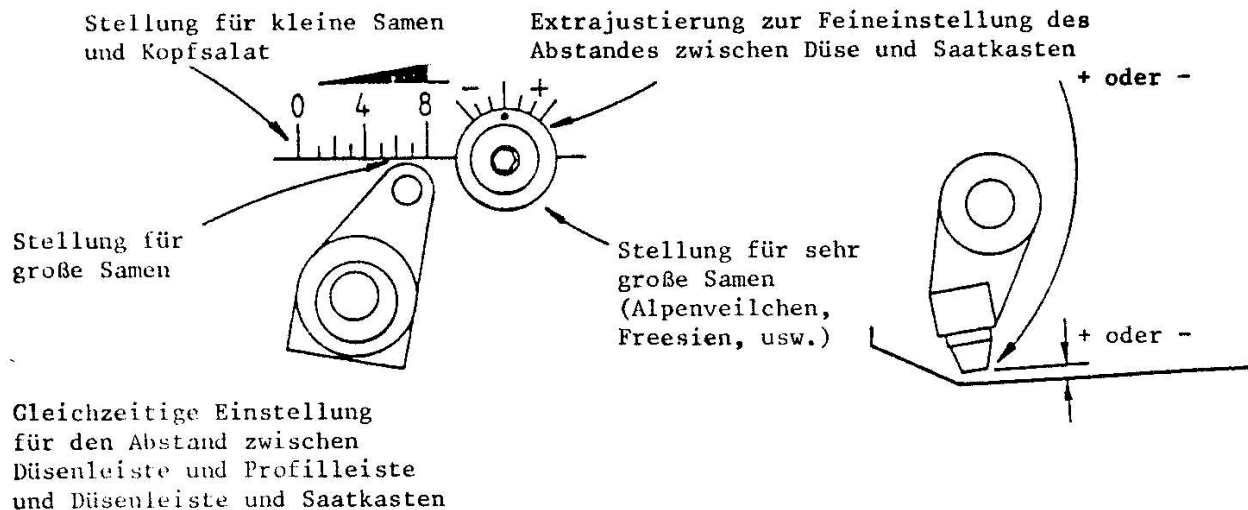 Stellung für kleine Samen
und Kopfsalat
Extrajustierung zur Feineinstellung des
Abstandes zwischen Düse und Saatkasten
+ oder -
0 4 8
- +
Stellung für
große Samen
Stellung für sehr
große Samen
(Alpenveilchen,
Freesien, usw.)
+ oder -
Gleichzeitige Einstellung
für den Abstand zwischen
Düsenleiste und Profilleiste
und Düsenleiste und Saatkasten